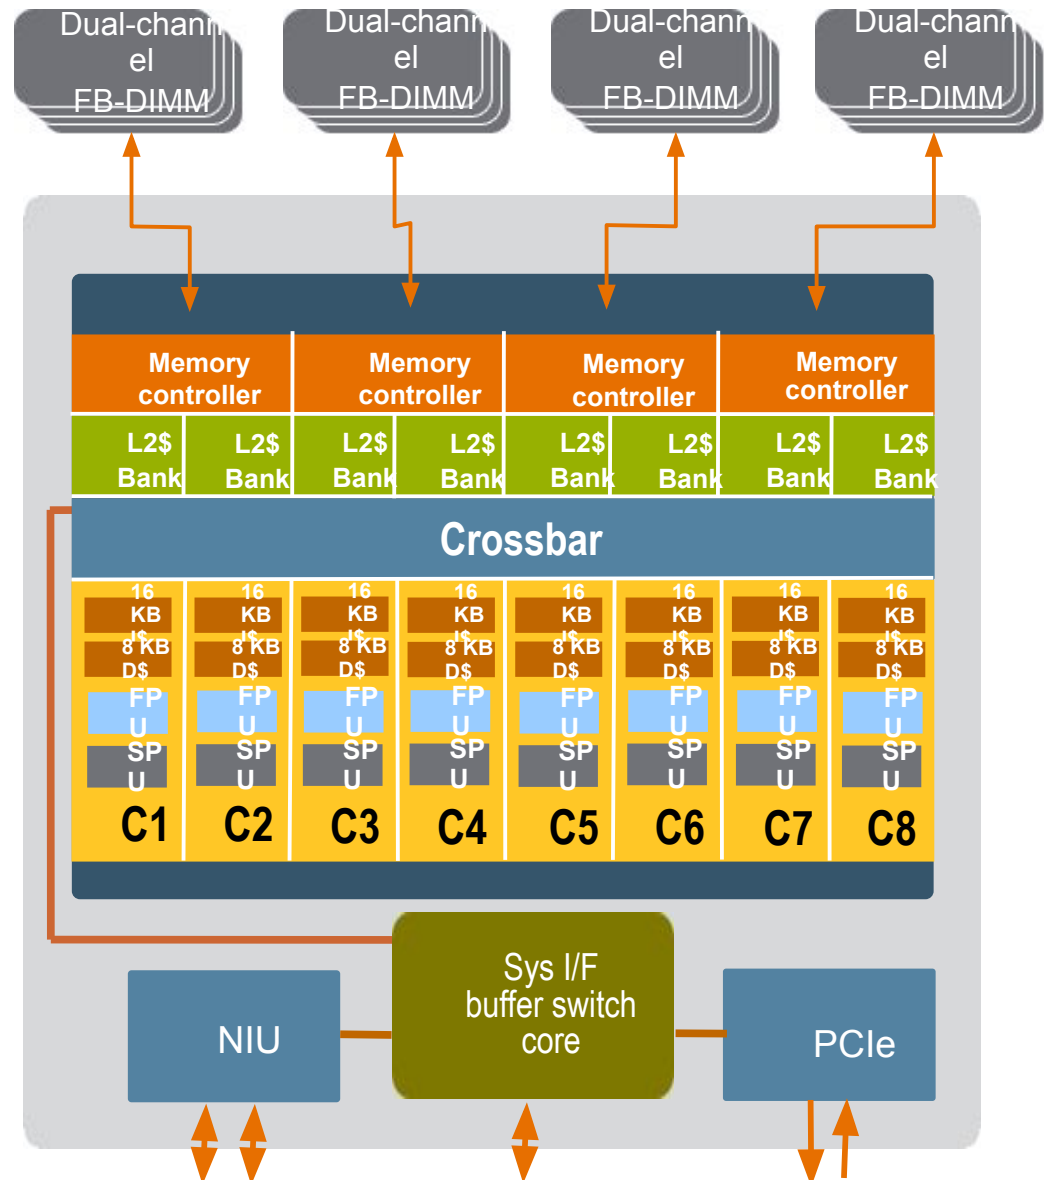 Dual-chann
el
FB-DIMM
Dual-chann
el
FB-DIMM
Dual-chann
el
FB-DIMM
Dual-chann
el
FB-DIMM
Memory
controller
Memory
controller
Memory
controller
Memory
controller
L2$
Bank
L2$
Bank
L2$
Bank
L2$
Bank
L2$
Bank
L2$
Bank
L2$
Bank
L2$
Bank
Crossbar
16
KB
I$
8 KB
D$
FP
U
SP
U
C1
16
KB
I$
8 KB
D$
FP
U
SP
U
C2
16
KB
I$
8 KB
D$
FP
U
SP
U
C3
16
KB
I$
8 KB
D$
FP
U
SP
U
C4
16
KB
I$
8 KB
D$
FP
U
SP
U
C5
16
KB
I$
8 KB
D$
FP
U
SP
U
C6
16
KB
I$
8 KB
D$
FP
U
SP
U
C7
16
KB
I$
8 KB
D$
FP
U
SP
U
C8
NIU
Sys I/F
buffer switch
core
PCIe